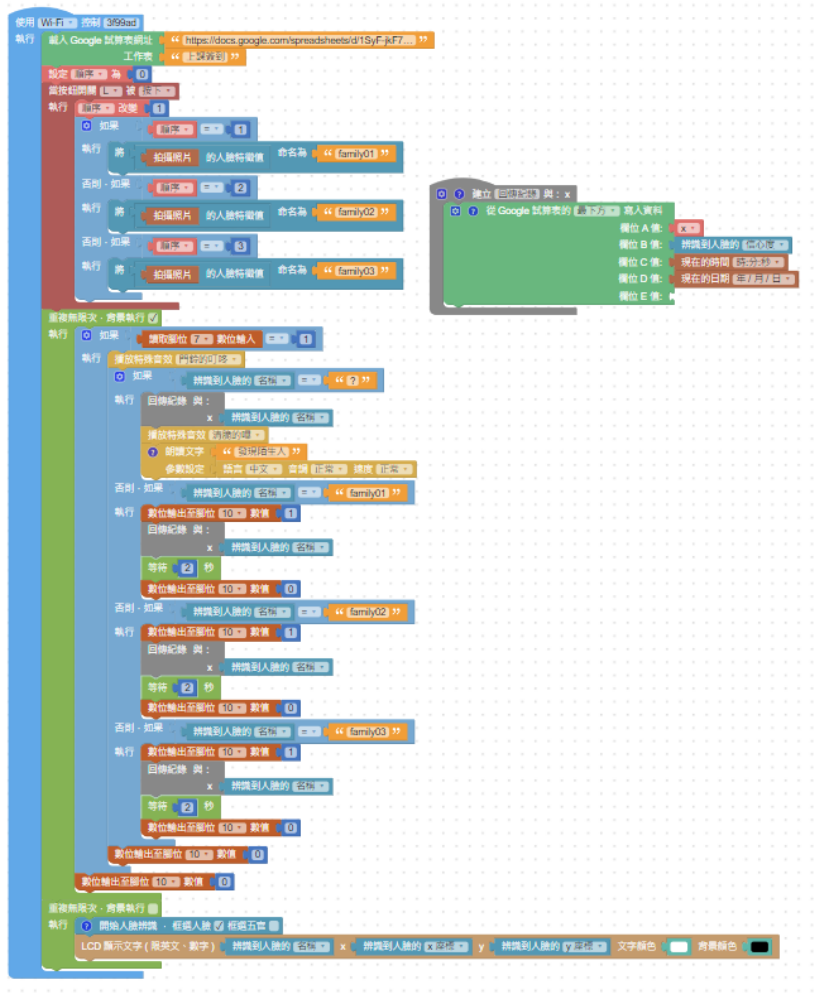 使用 Wi-Fi 控制 3f99ad
執行 載入 Google 試算表網址 “ https://docs.google.com/spreadsheets/d/1SyF-jkF7... ”
工作表 “ 上課簽到 ”
設定 順序 為 0
當按鈕開關 L 被 按下
執行 順序 改變 1
如果 順序 = 1
執行 將 拍攝照片 的人臉特徵值 命名為 “ family01 ”
否則 - 如果 順序 = 2
執行 將 拍攝照片 的人臉特徵值 命名為 “ family02 ”
否則 - 如果 順序 = 3
執行 將 拍攝照片 的人臉特徵值 命名為 “ family03 ”
建立 回傳記錄 與 : x
從 Google 試算表的 最下方 寫入資料
欄位 A 值: x
欄位 B 值: 辨識到人臉的 信心度
欄位 C 值: 現在的時間 時:分:秒
欄位 D 值: 現在的日期 年/月/日
欄位 E 值:
重複無限次 , 背景執行
執行 如果 讀取腳位 7 數位輸入 = 1
執行 播放特殊音效
如果 辨識到人臉的 名稱 = “ ? ”
執行 回傳記錄 與 :
x 辨識到人臉的 名稱
播放特殊音效
朗讀文字 “ 發現陌生人 ”
參數設定 語言 中文 音調 正常 速度 正常
否則 - 如果 辨識到人臉的 名稱 = “ family01 ”
執行 數位輸出至腳位 10 數值 1
回傳記錄 與 :
x 辨識到人臉的 名稱
等待 2 秒
數位輸出至腳位 10 數值 0
否則 - 如果 辨識到人臉的 名稱 = “ family02 ”
執行 數位輸出至腳位 10 數值 1
回傳記錄 與 :
x 辨識到人臉的 名稱
等待 2 秒
數位輸出至腳位 10 數值 0
否則 - 如果 辨識到人臉的 名稱 = “ family03 ”
執行 數位輸出至腳位 10 數值 1
回傳記錄 與 :
x 辨識到人臉的 名稱
等待 2 秒
數位輸出至腳位 10 數值 0
數位輸出至腳位 10 數值 0
數位輸出至腳位 10 數值 0
重複無限次 , 背景執行
執行 開始人臉辨識 , 框選人臉 框選五官
LCD 顯示文字 ( 限英文、數字 ) 辨識到人臉的 名稱 x 辨識到人臉的 x 座標 y 辨識到人臉的 y 座標 文字顏色 背景顏色